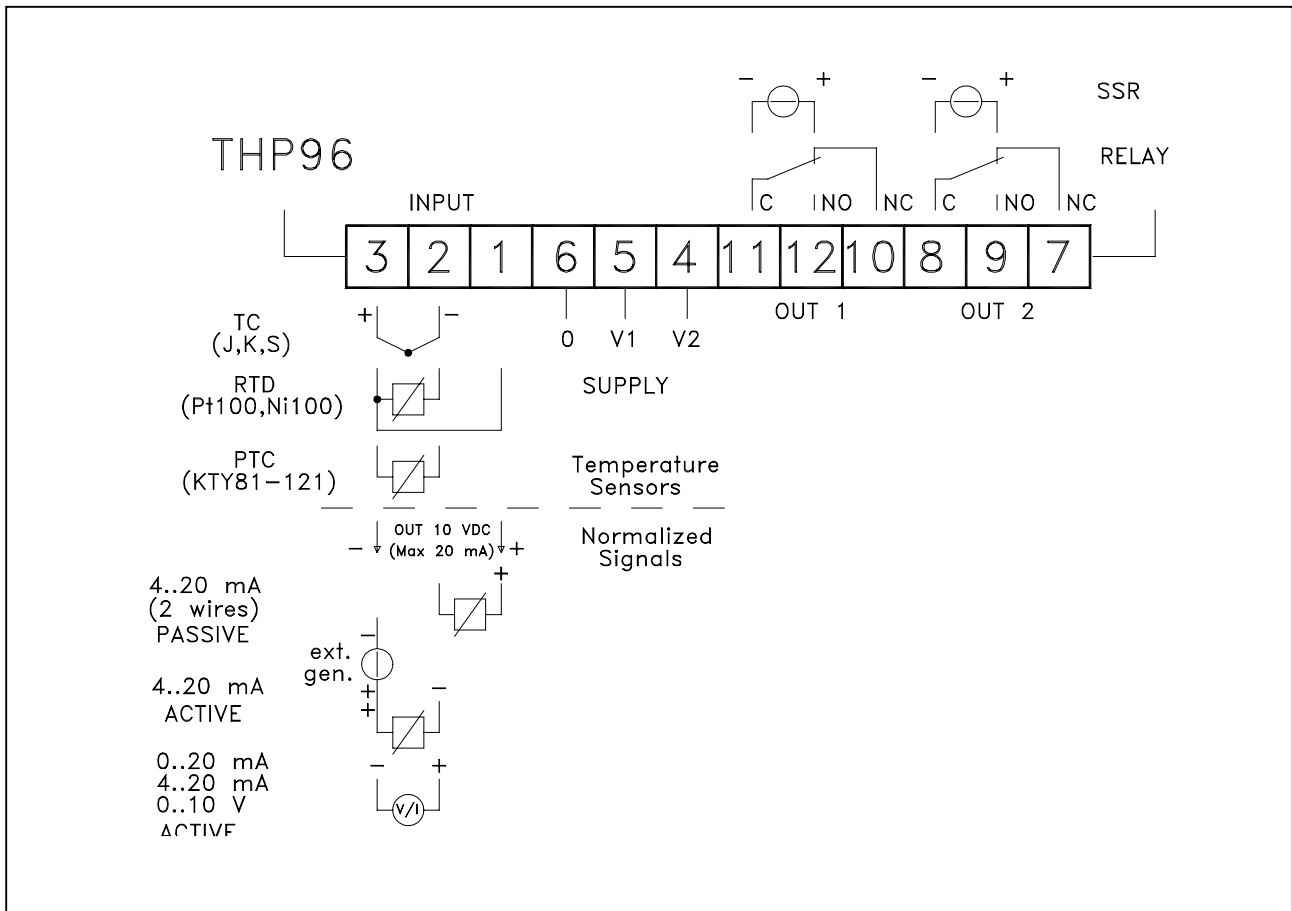 - + - + SSR
THP96
RELAY
INPUT C NO NC C NO NC
3 2 1 6 5 4 11 12 10 8 9 7
OUT 1 OUT 2
+ -
TC
(J,K,S)
0 V1 V2
RTD
(Pt100,Ni100)
SUPPLY
PTC
(KTY81-121)
Temperature
Sensors
- OUT 10 VDC
(Max 20 mA) +
Normalized
Signals
+
4..20 mA
(2 wires)
PASSIVE
-
ext.
gen.
+ -
+
4..20 mA
ACTIVE
- +
0..20 mA
4..20 mA
0..10 V
V/I
ACTIVE